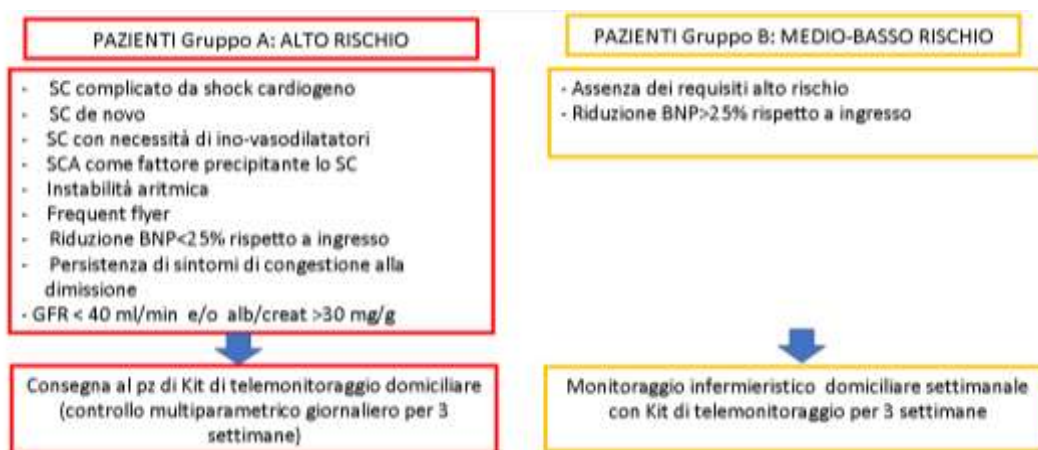 PAZIENTI Gruppo A: ALTO RISCHIO
- SC complicato da shock cardiogeno
- SC de novo
- SC con necessità di ino-vasodilatatori
- SCA come fattore precipitante lo SC
- Instabilità aritmica
- Frequent flyer
- Riduzione BNP<25% rispetto a ingresso
- Persistenza di sintomi di congestione alla
dimissione
- GFR < 40 ml/min e/o alb/creat >30 mg/g
Consegna al pz di Kit di telemonitoraggio domiciliare
(controllo multiparametrico giornaliero per 3
settimane)
PAZIENTI Gruppo B: MEDIO-BASSO RISCHIO
- Assenza dei requisiti alto rischio
- Riduzione BNP>25% rispetto a ingresso
Monitoraggio infermieristico domiciliare settimanale
con Kit di telemonitoraggio per 3 settimane